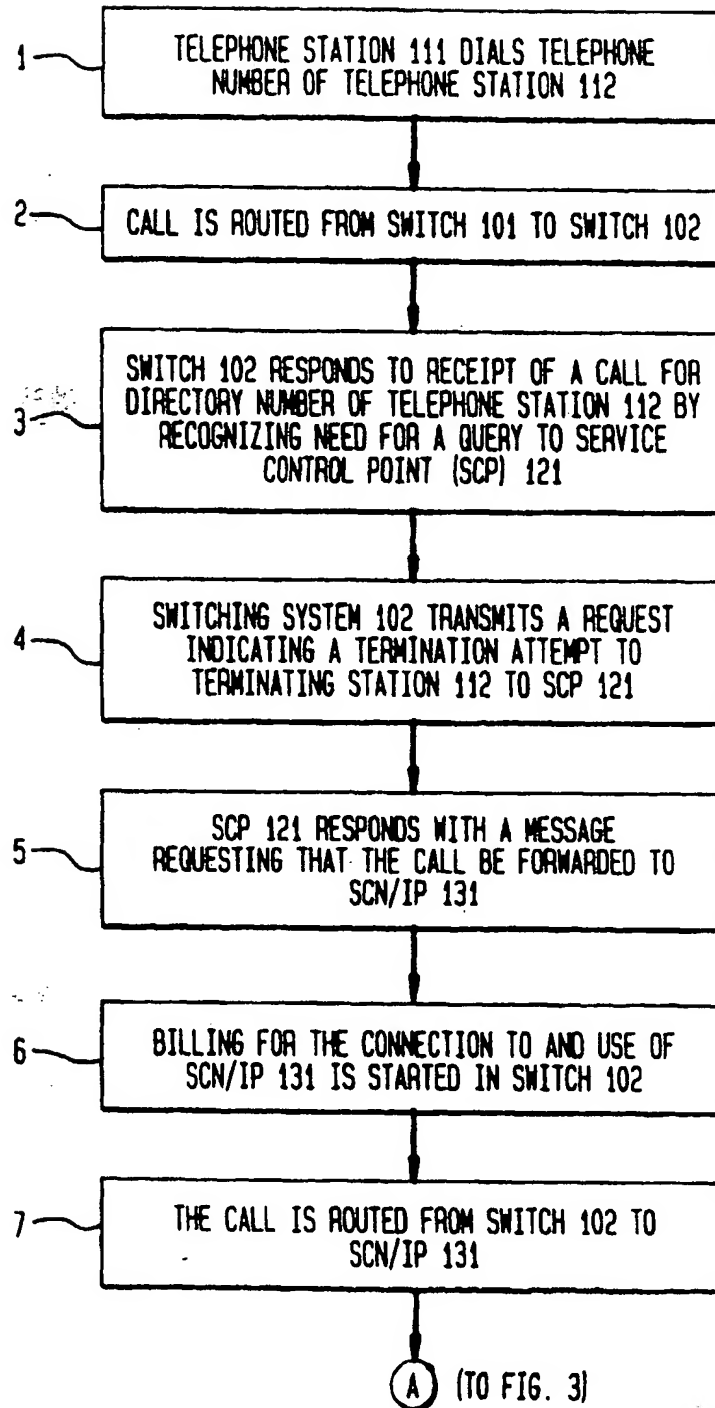 1
TELEPHONE STATION 111 DIALS TELEPHONE
NUMBER OF TELEPHONE STATION 112
2
CALL IS ROUTED FROM SWITCH 101 TO SWITCH 102
3
SWITCH 102 RESPONDS TO RECEIPT OF A CALL FOR
DIRECTORY NUMBER OF TELEPHONE STATION 112 BY
RECOGNIZING NEED FOR A QUERY TO SERVICE
CONTROL POINT (SCP) 121
4
SWITCHING SYSTEM 102 TRANSMITS A REQUEST
INDICATING A TERMINATION ATTEMPT TO
TERMINATING STATION 112 TO SCP 121
5
SCP 121 RESPONDS WITH A MESSAGE
REQUESTING THAT THE CALL BE FORWARDED TO
SCN/IP 131
6
BILLING FOR THE CONNECTION TO AND USE OF
SCN/IP 131 IS STARTED IN SWITCH 102
7
THE CALL IS ROUTED FROM SWITCH 102 TO
SCN/IP 131
A (TO FIG. 3)